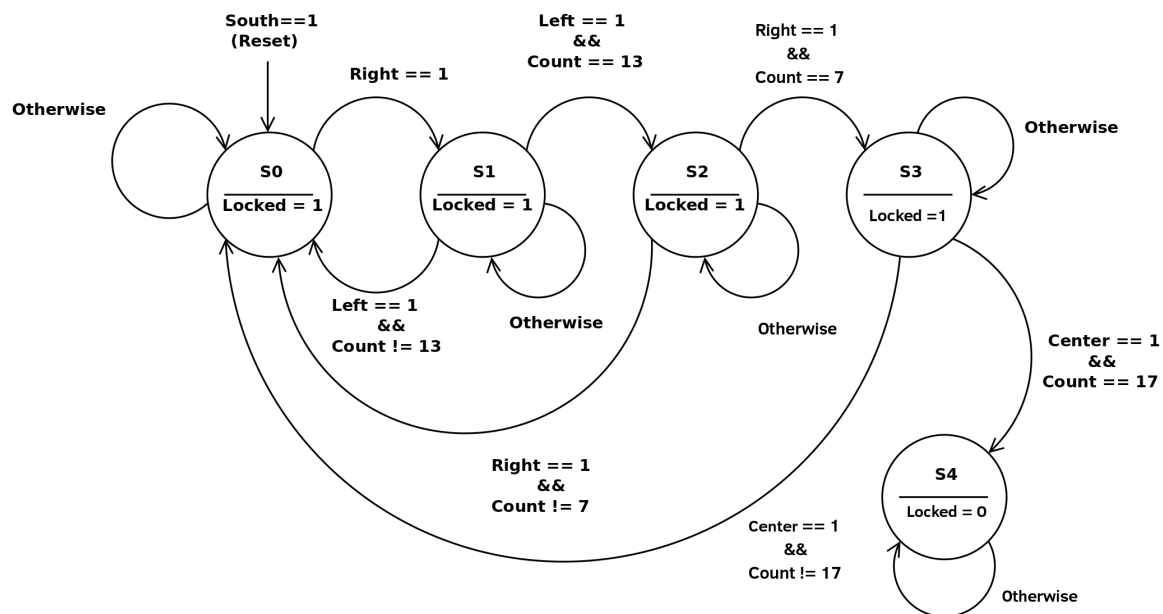 South==1
(Reset)
Left == 1
&&
Count == 13
Right == 1
&&
Count == 7
Right == 1
Otherwise
Otherwise
S0
Locked = 1
S1
Locked = 1
S2
Locked = 1
S3
Locked =1
Left == 1
&&
Count != 13
Otherwise
Otherwise
Center == 1
&&
Count == 17
Right == 1
&&
Count != 7
S4
Locked = 0
Center == 1
&&
Count != 17
Otherwise